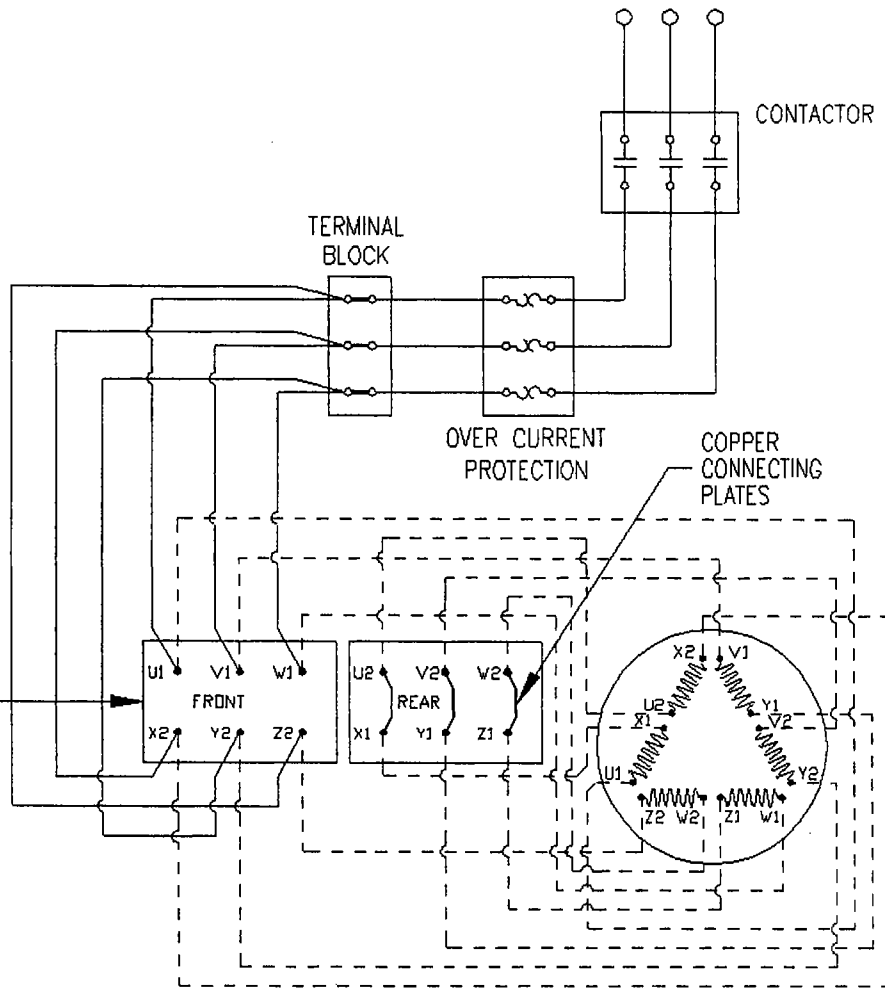 CONTACTOR
TERMINAL
BLOCK
OVER CURRENT
PROTECTION
COPPER
CONNECTING
PLATES
U1 V1 W1
FRONT
X2 Y2 Z2
U2 V2 W2
REAR
X1 Y1 Z1
X2 V1
U2 Y1
X1 V2
U1 Y2
Z2 W2 Z1 W1